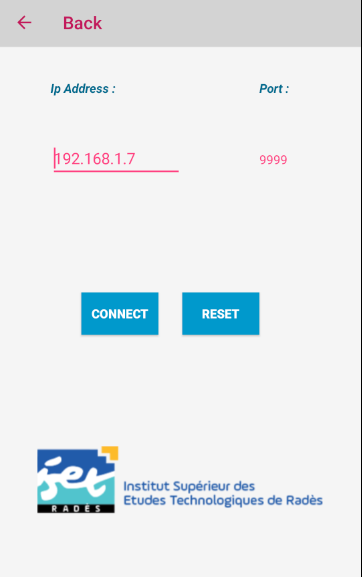 Back
Ip Address : Port :
192.168.1.7 9999
CONNECT RESET
iset
RADÈS
Institut Supérieur des
Etudes Technologiques de Radès